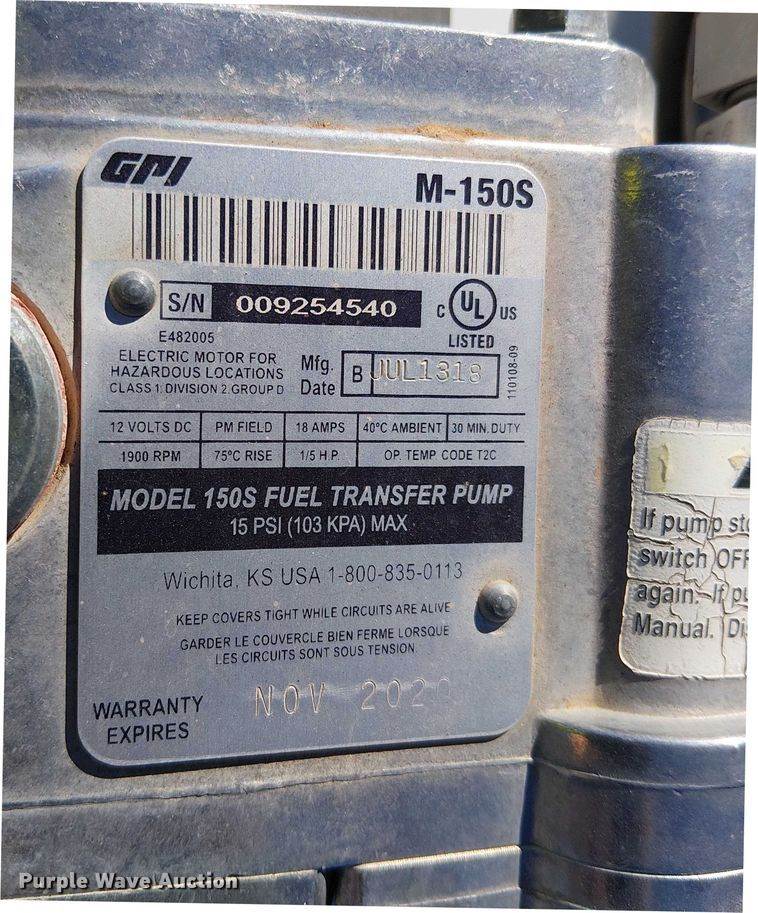 GPI
M-150S
S/N 009254540
C UL US
LISTED
E482005
ELECTRIC MOTOR FOR
HAZARDOUS LOCATIONS
CLASS 1 DIVISION 2 GROUP D
Mfg.
Date
B JUL1318
110108-09
12 VOLTS DC PM FIELD 18 AMPS 40°C AMBIENT 30 MIN. DUTY
1900 RPM 75°C RISE 1/5 H.P. OP. TEMP CODE T2C
MODEL 150S FUEL TRANSFER PUMP
15 PSI (103 KPA) MAX
Wichita, KS USA 1-800-835-0113
KEEP COVERS TIGHT WHILE CIRCUITS ARE ALIVE
GARDER LE COUVERCLE BIEN FERME LORSQUE
LES CIRCUITS SONT SOUS TENSION.
WARRANTY
EXPIRES
NOV 2020
If pump
switch OFF
again. If
Manual.
Purple Wave Auction